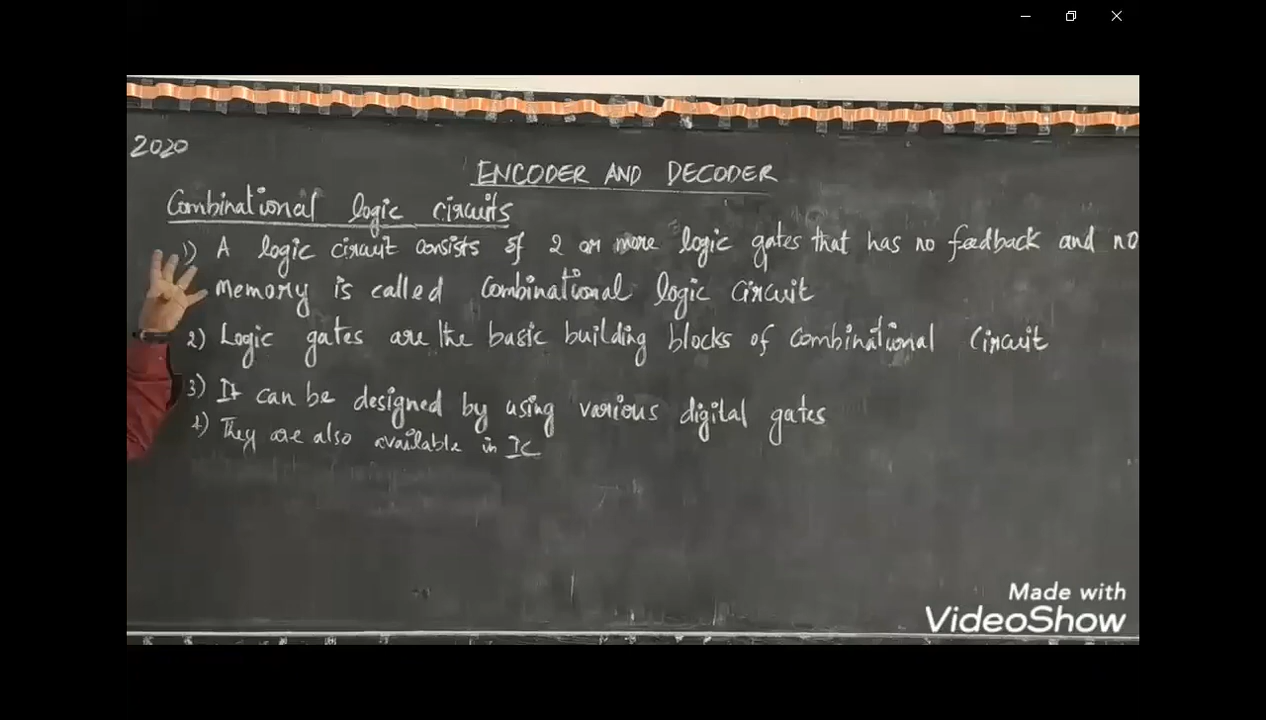 2020
ENCODER AND DECODER
Combinational logic circuits
1) A logic circuit consists of 2 or more logic gates that has no feedback and no
memory is called combinational logic circuit
2) Logic gates are the basic building blocks of combinational circuit
3) It can be designed by using various digital gates
4) They are also available in IC
Made with
VideoShow